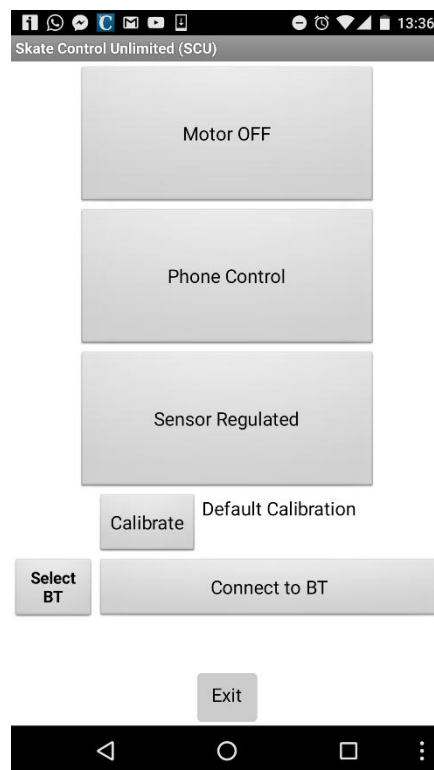 13:36
Skate Control Unlimited (SCU)
Motor OFF
Phone Control
Sensor Regulated
Calibrate
Default Calibration
Select
BT
Connect to BT
Exit